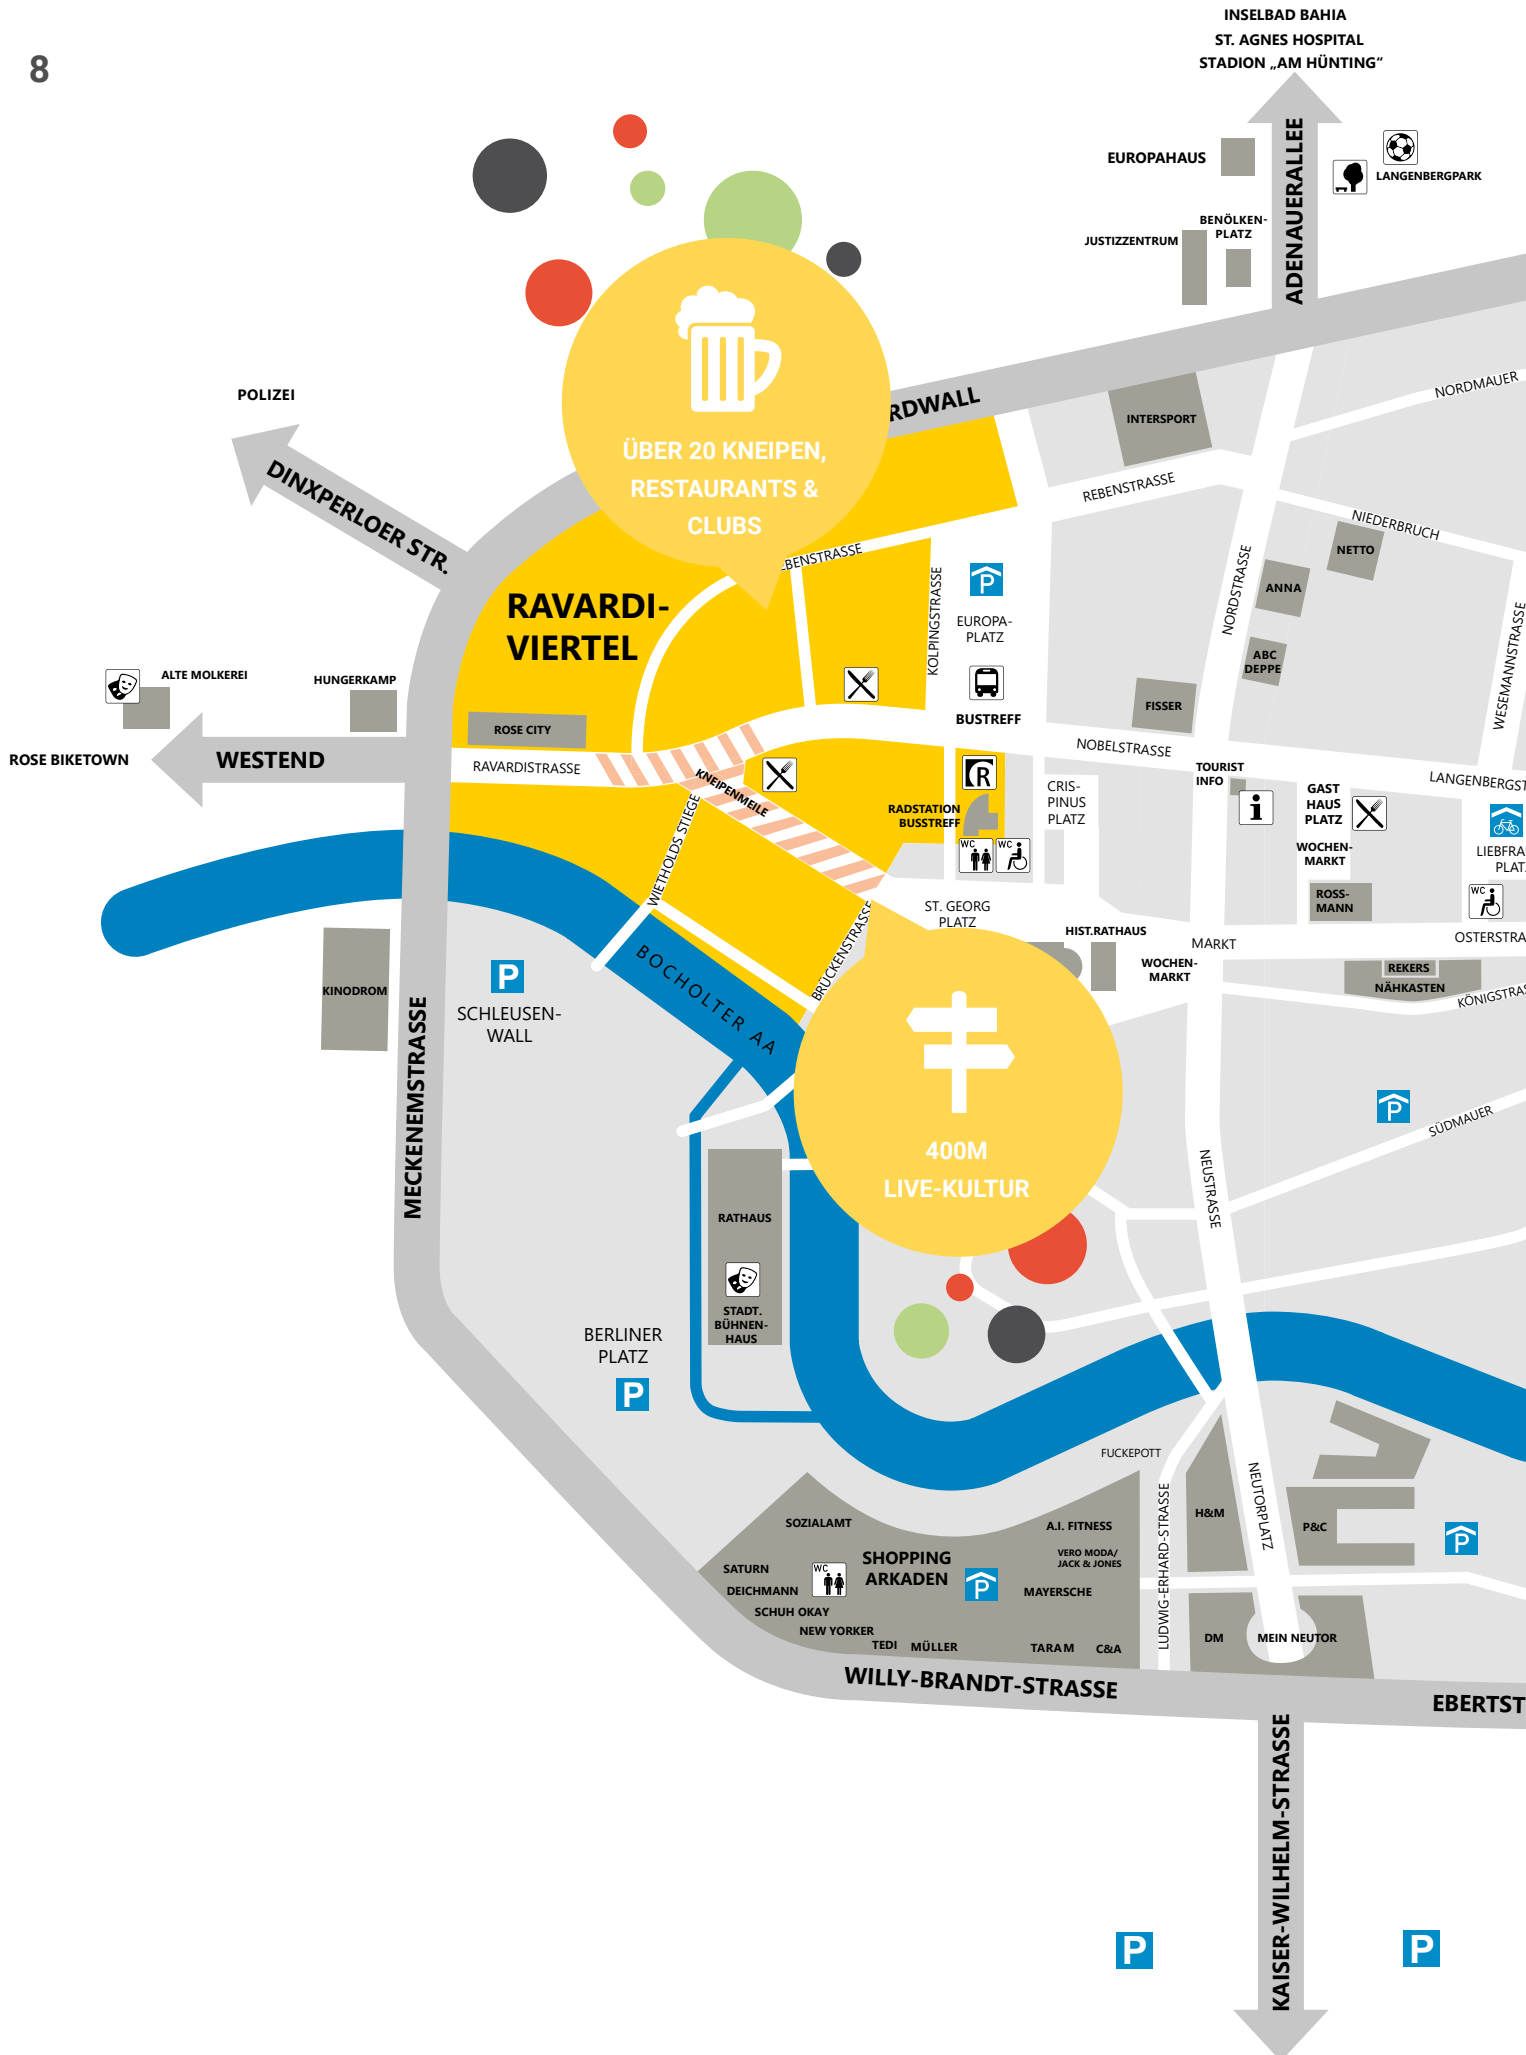 8
INSELBAD BAHIA
ST. AGNES HOSPITAL
STADION „AM HÜNTING“
ADENAUERALLEE
EUROPAHAUS
LANGENBERGPARK
BENÖLKEN-
PLATZ
JUSTIZZENTRUM
POLIZEI
DINXPERLOER STR.
ÜBER 20 KNEIPEN,
RESTAURANTS &
CLUBS
RDWALL
INTERSPORT
NORDMAUER
REBENSTRASSE
NIEDERBRUCH
NETTO
EBENSTRASSE
KOLPINGSTRASSE
P
EUROPA-
PLATZ
NORDSTRASSE
ANNA
ABC
DEPPE
WESEMANNSTRASSE
RAVARDI-
VIERTEL
ALTE MOLKEREI
HUNGERKAMP
BUSTREFF
FISSER
ROSE CITY
ROSE BIKETOWN
WESTEND
RAVARDISTRASSE
KNEIPENMEILE
NOBELSTRASSE
TOURIST
INFO
i
LANGENBERGST
R
RADSTATION
BUSSTREFF
CRIS-
PINUS
PLATZ
GAST
HAUS
PLATZ
WOCHEN-
MARKT
LIEBFRA
PLAT
WC
WC
WIETHOLDS STIEGE
ROSS-
MANN
WC
ST. GEORG
PLATZ
BRÜCKENSTRASSE
HIST.RATHAUS
MARKT
WOCHEN-
MARKT
OSTERSTRA
REKERS
NÄHKASTEN
KÖNIGSTRAS
KINODROM
P
SCHLEUSEN-
WALL
BOCHOLTER AA
MECKENEMSTRASSE
P
SÜDMAUER
400M
LIVE-KULTUR
NEUSTRASSE
RATHAUS
STADT.
BÜHNEN-
HAUS
BERLINER
PLATZ
P
FUCKEPOTT
LUDWIG-ERHARD-STRASSE
NEUTORPLATZ
H&M
P&C
P
SOZIALAMT
A.I. FITNESS
SHOPPING
ARKADEN
VERO MODA/
JACK & JONES
SATURN
WC
P
DEICHMANN
MAYERSCHE
SCHUH OKAY
NEW YORKER
TEDI
MÜLLER
TARAM
C&A
DM
MEIN NEUTOR
WILLY-BRANDT-STRASSE
EBERTST
KAISER-WILHELM-STRASSE
P
P